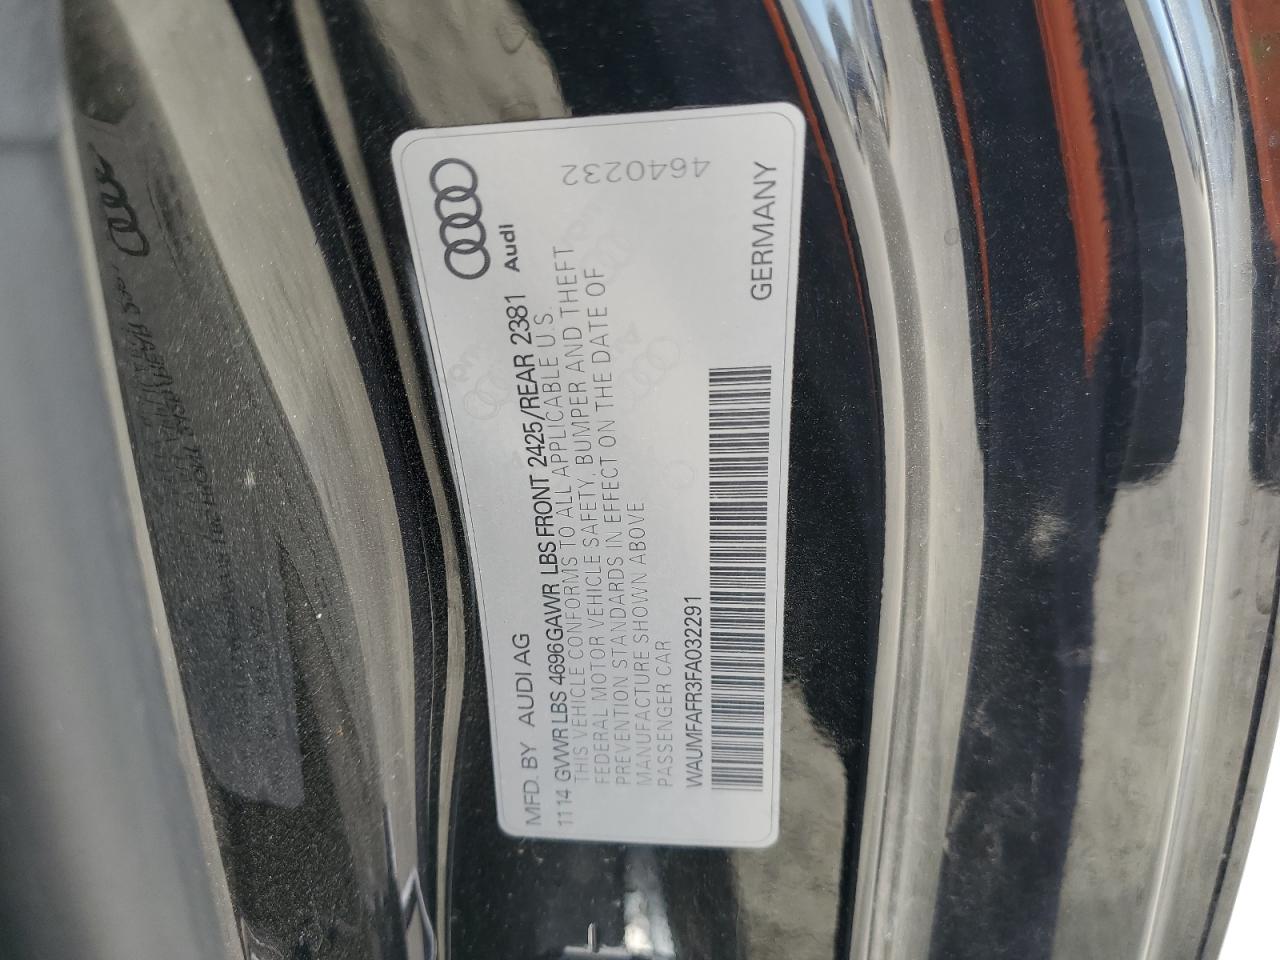 Audi
4640232
MFD. BY AUDI AG
11 14 GVWR LBS 4696 GAWR LBS FRONT 2425/REAR 2381
THIS VEHICLE CONFORMS TO ALL APPLICABLE U.S.
FEDERAL MOTOR VEHICLE SAFETY, BUMPER AND THEFT
PREVENTION STANDARDS IN EFFECT ON THE DATE OF
MANUFACTURE SHOWN ABOVE
PASSENGER CAR
WAUMFAFR3FA032291
GERMANY